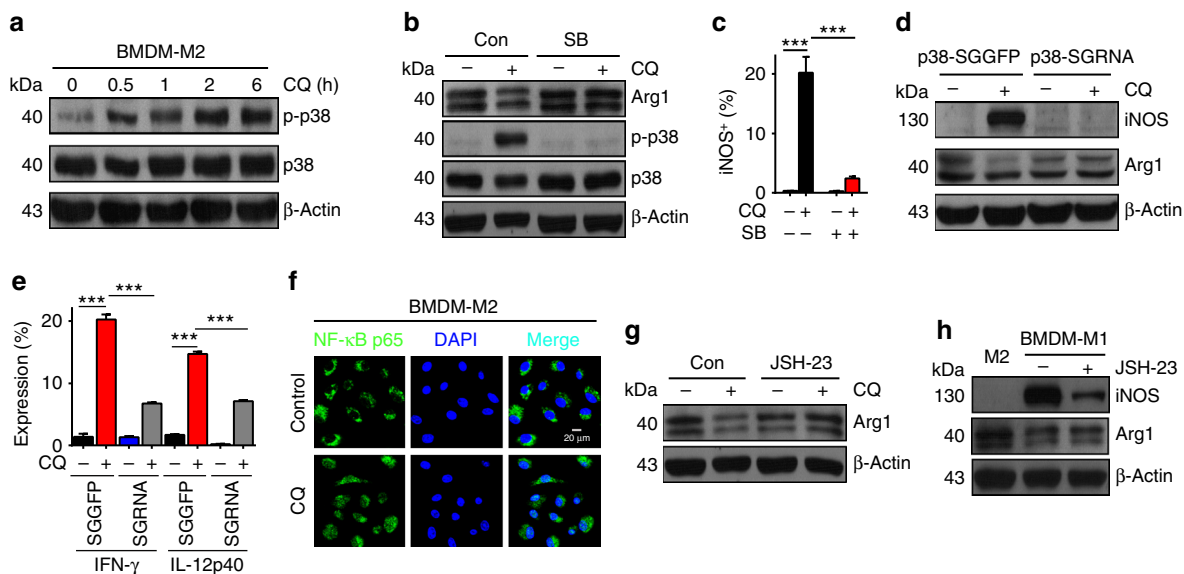 a
BMDM-M2
kDa 0 0.5 1 2 6 CQ (h)
40 p-p38
40 p38
43 β-Actin
b
Con SB
kDa – + – + CQ
40 Arg1
40 p-p38
40 p38
43 β-Actin
c
*** ***
iNOS+ (%)
20
10
0
CQ – + – +
SB – – + +
d
p38-SGGFP p38-SGRNA
kDa – + – + CQ
130 iNOS
40 Arg1
43 β-Actin
e
*** *** *** ***
Expression (%)
20
10
0
CQ – + – + – + – +
SGGFP SGRNA SGGFP SGRNA
IFN-γ IL-12p40
f
BMDM-M2
NF-κB p65 DAPI Merge
Control
20 μm
CQ
g
Con JSH-23
kDa – + – + CQ
40 Arg1
43 β-Actin
h
BMDM-M1
kDa M2 – + JSH-23
130 iNOS
40 Arg1
43 β-Actin